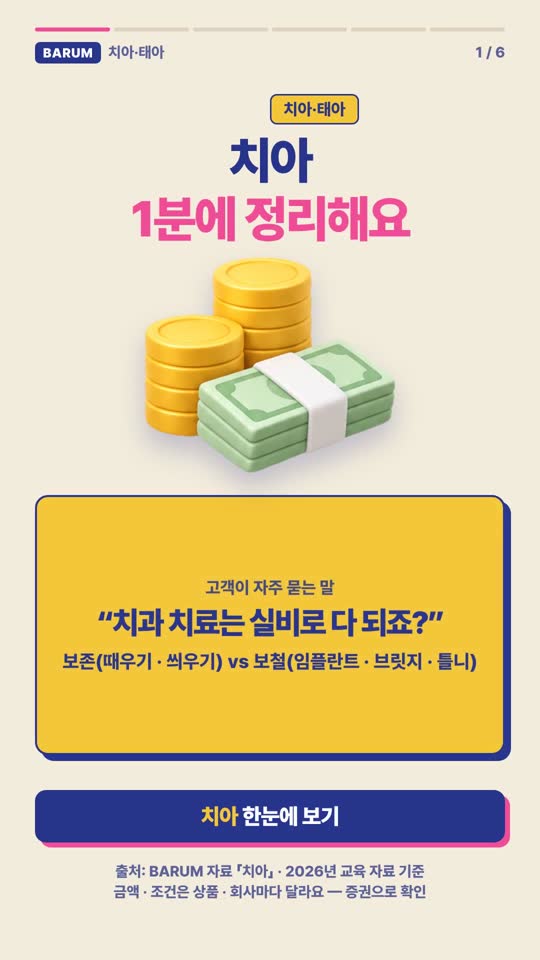 BARUM 치아·태아 1 / 6
치아·태아
치아
1분에 정리해요
고객이 자주 묻는 말
“치과 치료는 실비로 다 되죠?”
보존(때우기 · 씌우기) vs 보철(임플란트 · 브릿지 · 틀니)
치아 한눈에 보기
출처: BARUM 자료 「치아」 · 2026년 교육 자료 기준
금액 · 조건은 상품 · 회사마다 달라요 — 증권으로 확인